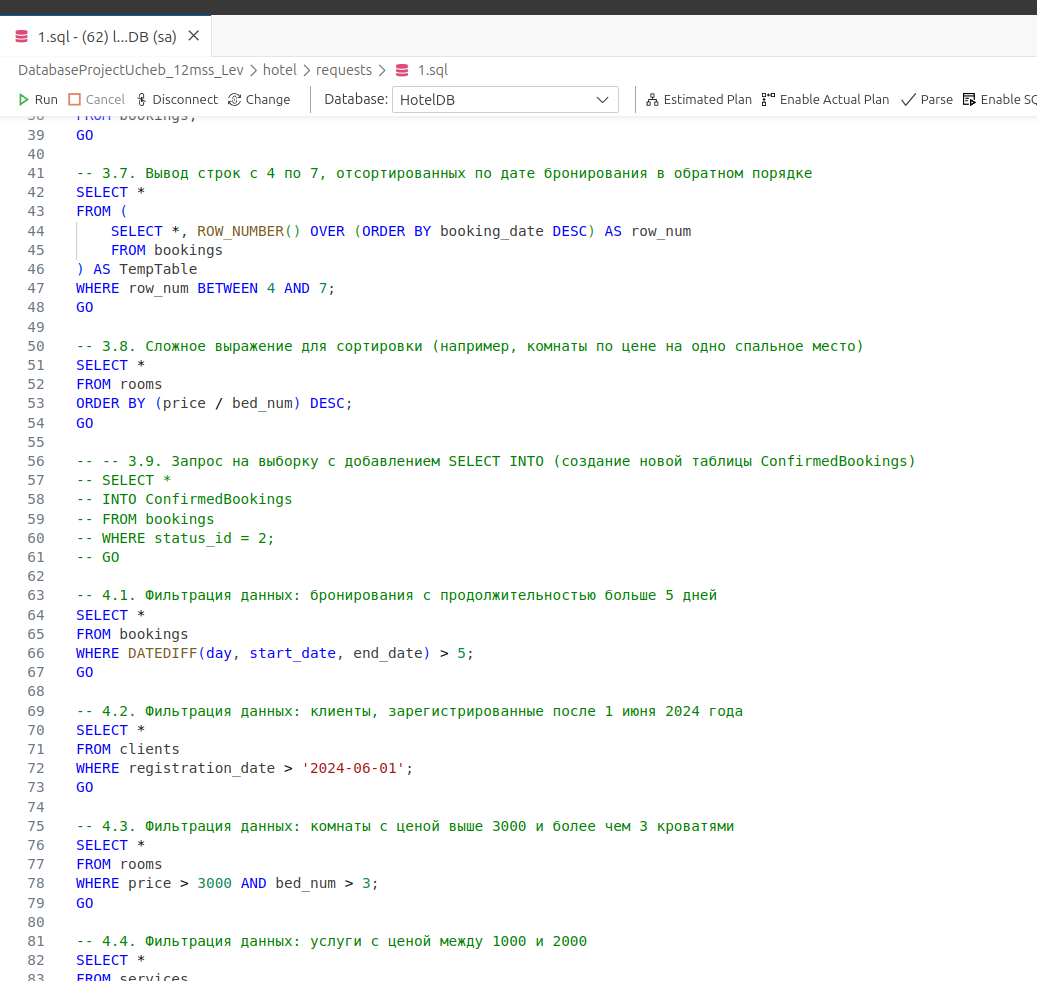 1.sql - (62) l...DB (sa)
DatabaseProjectUcheb_12mss_Lev > hotel > requests > 1.sql
Run Cancel Disconnect Change Database: HotelDB Estimated Plan Enable Actual Plan Parse Enable SQ
38 FROM bookings;
39 GO
40
41 -- 3.7. Вывод строк с 4 по 7, отсортированных по дате бронирования в обратном порядке
42 SELECT *
43 FROM (
44 SELECT *, ROW_NUMBER() OVER (ORDER BY booking_date DESC) AS row_num
45 FROM bookings
46 ) AS TempTable
47 WHERE row_num BETWEEN 4 AND 7;
48 GO
49
50 -- 3.8. Сложное выражение для сортировки (например, комнаты по цене на одно спальное место)
51 SELECT *
52 FROM rooms
53 ORDER BY (price / bed_num) DESC;
54 GO
55
56 -- -- 3.9. Запрос на выборку с добавлением SELECT INTO (создание новой таблицы ConfirmedBookings)
57 -- SELECT *
58 -- INTO ConfirmedBookings
59 -- FROM bookings
60 -- WHERE status_id = 2;
61 -- GO
62
63 -- 4.1. Фильтрация данных: бронирования с продолжительностью больше 5 дней
64 SELECT *
65 FROM bookings
66 WHERE DATEDIFF(day, start_date, end_date) > 5;
67 GO
68
69 -- 4.2. Фильтрация данных: клиенты, зарегистрированные после 1 июня 2024 года
70 SELECT *
71 FROM clients
72 WHERE registration_date > '2024-06-01';
73 GO
74
75 -- 4.3. Фильтрация данных: комнаты с ценой выше 3000 и более чем 3 кроватями
76 SELECT *
77 FROM rooms
78 WHERE price > 3000 AND bed_num > 3;
79 GO
80
81 -- 4.4. Фильтрация данных: услуги с ценой между 1000 и 2000
82 SELECT *
83 FROM services